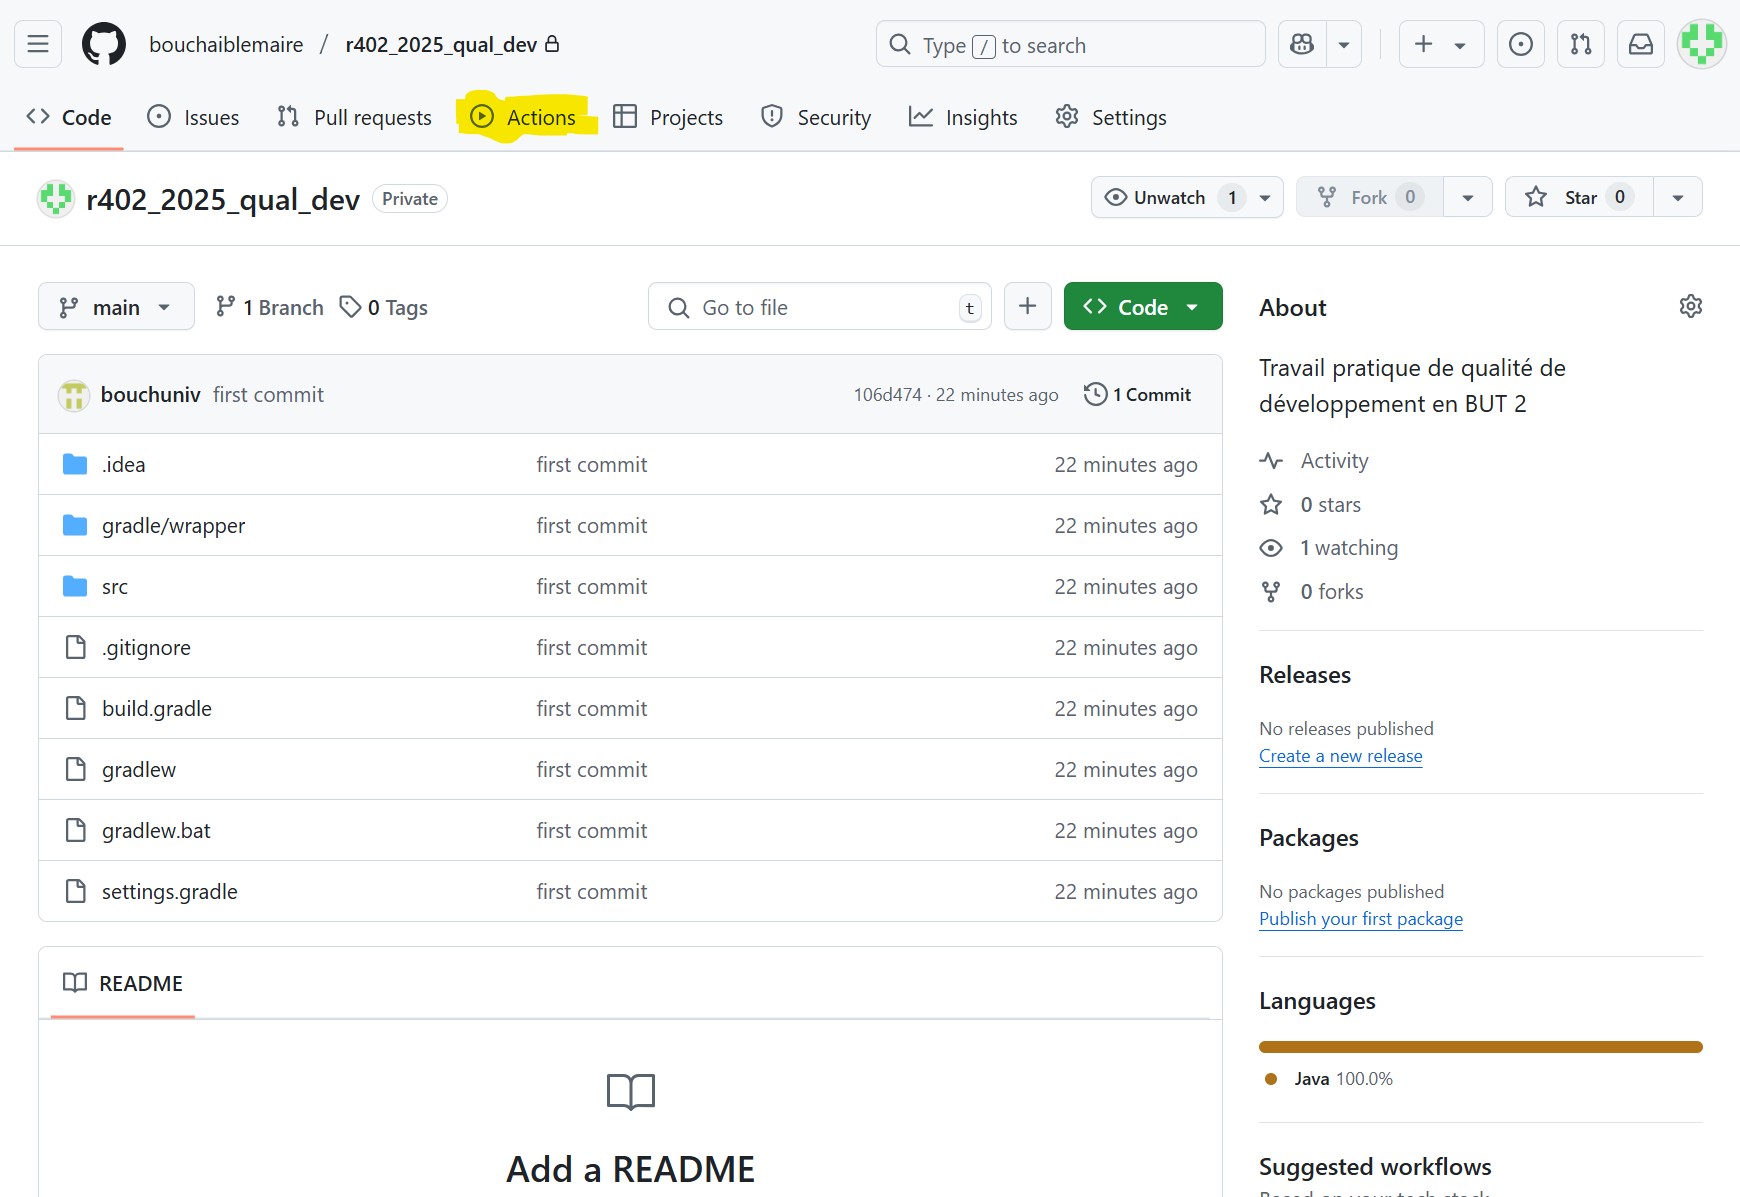 bouchaiblemaire / r402_2025_qual_dev
Type / to search
Code Issues Pull requests Actions Projects Security Insights Settings
r402_2025_qual_dev Private
Unwatch 1 Fork 0 Star 0
main 1 Branch 0 Tags
Go to file t
Code
bouchuniv first commit 106d474 · 22 minutes ago 1 Commit
.idea first commit 22 minutes ago
gradle/wrapper first commit 22 minutes ago
src first commit 22 minutes ago
.gitignore first commit 22 minutes ago
build.gradle first commit 22 minutes ago
gradlew first commit 22 minutes ago
gradlew.bat first commit 22 minutes ago
settings.gradle first commit 22 minutes ago
README
Add a README
About
Travail pratique de qualité de
développement en BUT 2
Activity
0 stars
1 watching
0 forks
Releases
No releases published
Create a new release
Packages
No packages published
Publish your first package
Languages
Java 100.0%
Suggested workflows
Based on your tech stack